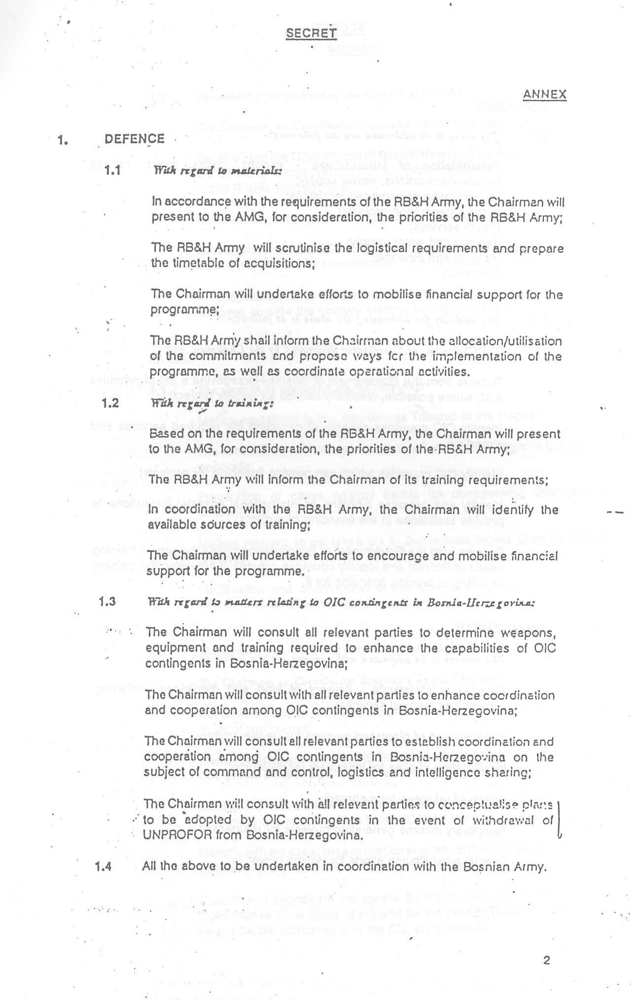 SECRET
ANNEX
1. DEFENCE
1.1 With regard to materials:
In accordance with the requirements of the RB&H Army, the Chairman will
present to the AMG, for consideration, the priorities of the RB&H Army;
The RB&H Army will scrutinise the logistical requirements and prepare
the timetable of acquisitions;
The Chairman will undertake efforts to mobilise financial support for the
programme;
The RB&H Army shall inform the Chairman about the allocation/utilisation
of the commitments and propose ways for the implementation of the
programme, as well as coordinate operational activities.
1.2 With regard to training:
Based on the requirements of the RB&H Army, the Chairman will present
to the AMG, for consideration, the priorities of the RB&H Army;
The RB&H Army will inform the Chairman of its training requirements;
In coordination with the RB&H Army, the Chairman will identify the
available sources of training;
The Chairman will undertake efforts to encourage and mobilise financial
support for the programme.
1.3 With regard to matters relating to OIC contingents in Bosnia-Herzegovina:
The Chairman will consult all relevant parties to determine weapons,
equipment and training required to enhance the capabilities of OIC
contingents in Bosnia-Herzegovina;
The Chairman will consult with all relevant parties to enhance coordination
and cooperation among OIC contingents in Bosnia-Herzegovina;
The Chairman will consult all relevant parties to establish coordination and
cooperation among OIC contingents in Bosnia-Herzegovina on the
subject of command and control, logistics and intelligence sharing;
The Chairman will consult with all relevant parties to conceptualise plans
to be adopted by OIC contingents in the event of withdrawal of
UNPROFOR from Bosnia-Herzegovina.
1.4 All the above to be undertaken in coordination with the Bosnian Army.
2